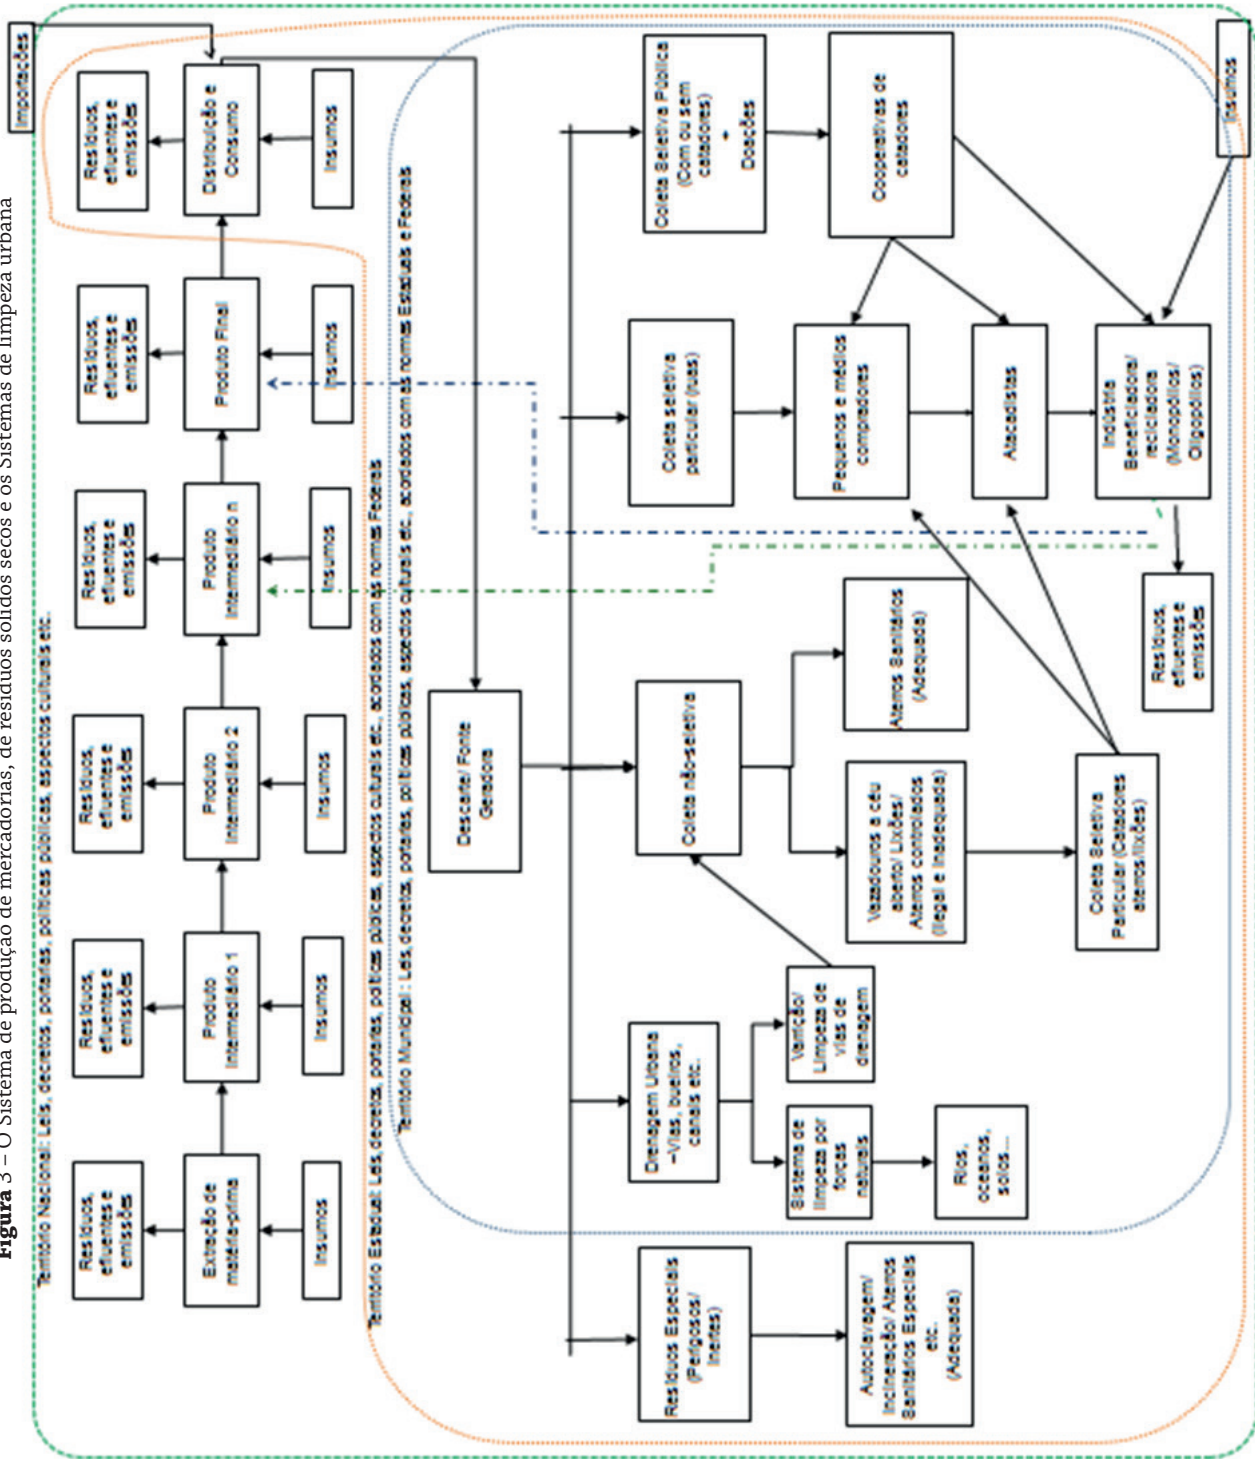 Figura 3 – O Sistema de produção de mercadorias, de resíduos sólidos secos e os Sistemas de limpeza urbana
Importações
Território Nacional: Leis, decretos, portarias, políticas públicas, aspectos culturais etc.
Resíduos,
efluentes e
emissões
Resíduos,
efluentes e
emissões
Resíduos,
efluentes e
emissões
Resíduos,
efluentes e
emissões
Resíduos,
efluentes e
emissões
Resíduos,
efluentes e
emissões
Extração de
matéria-prima
Produto
Intermediário 1
Produto
Intermediário 2
Produto
Intermediário n
Produto Final
Distribuição e
Consumo
Insumos
Insumos
Insumos
Insumos
Insumos
Insumos
Território Estadual: Leis, decretos, portarias, políticas públicas, aspectos culturais etc., acordados com as normas Federais
Território Municipal: Leis, decretos, portarias, políticas públicas, aspectos culturais etc., acordados com as normas Estaduais e Federais
Descarte/ Fonte
Geradora
Resíduos Especiais
(Perigosos/
Inertes)
Drenagem Urbana
–Vias, bueiros,
canais etc.
Coleta não-seletiva
Coleta seletiva
particular (ruas)
Coleta Seletiva Pública
(Com ou sem
catadores)
+
Doações
Autoclavagem/
Incineração/ Aterros
Sanitários Especiais
etc.
(Adequada)
Sistema de
limpeza por
forças
naturais
Varrição/
Limpeza de
vias de
drenagem
Vazadouros a céu
aberto/ Lixões/
Aterros controlados
(Ilegal e Inadequada)
Aterros Sanitários
(Adequada)
Pequenos e médios
compradores
Cooperativas de
catadores
Rios,
oceanos,
solos...
Atacadistas
Coleta Seletiva
Particular (Catadores
aterros/lixões)
Indústria
Beneficiadora/
recicladora
(Monopólios/
Oligopólios)
Resíduos,
efluentes e
emissões
Insumos